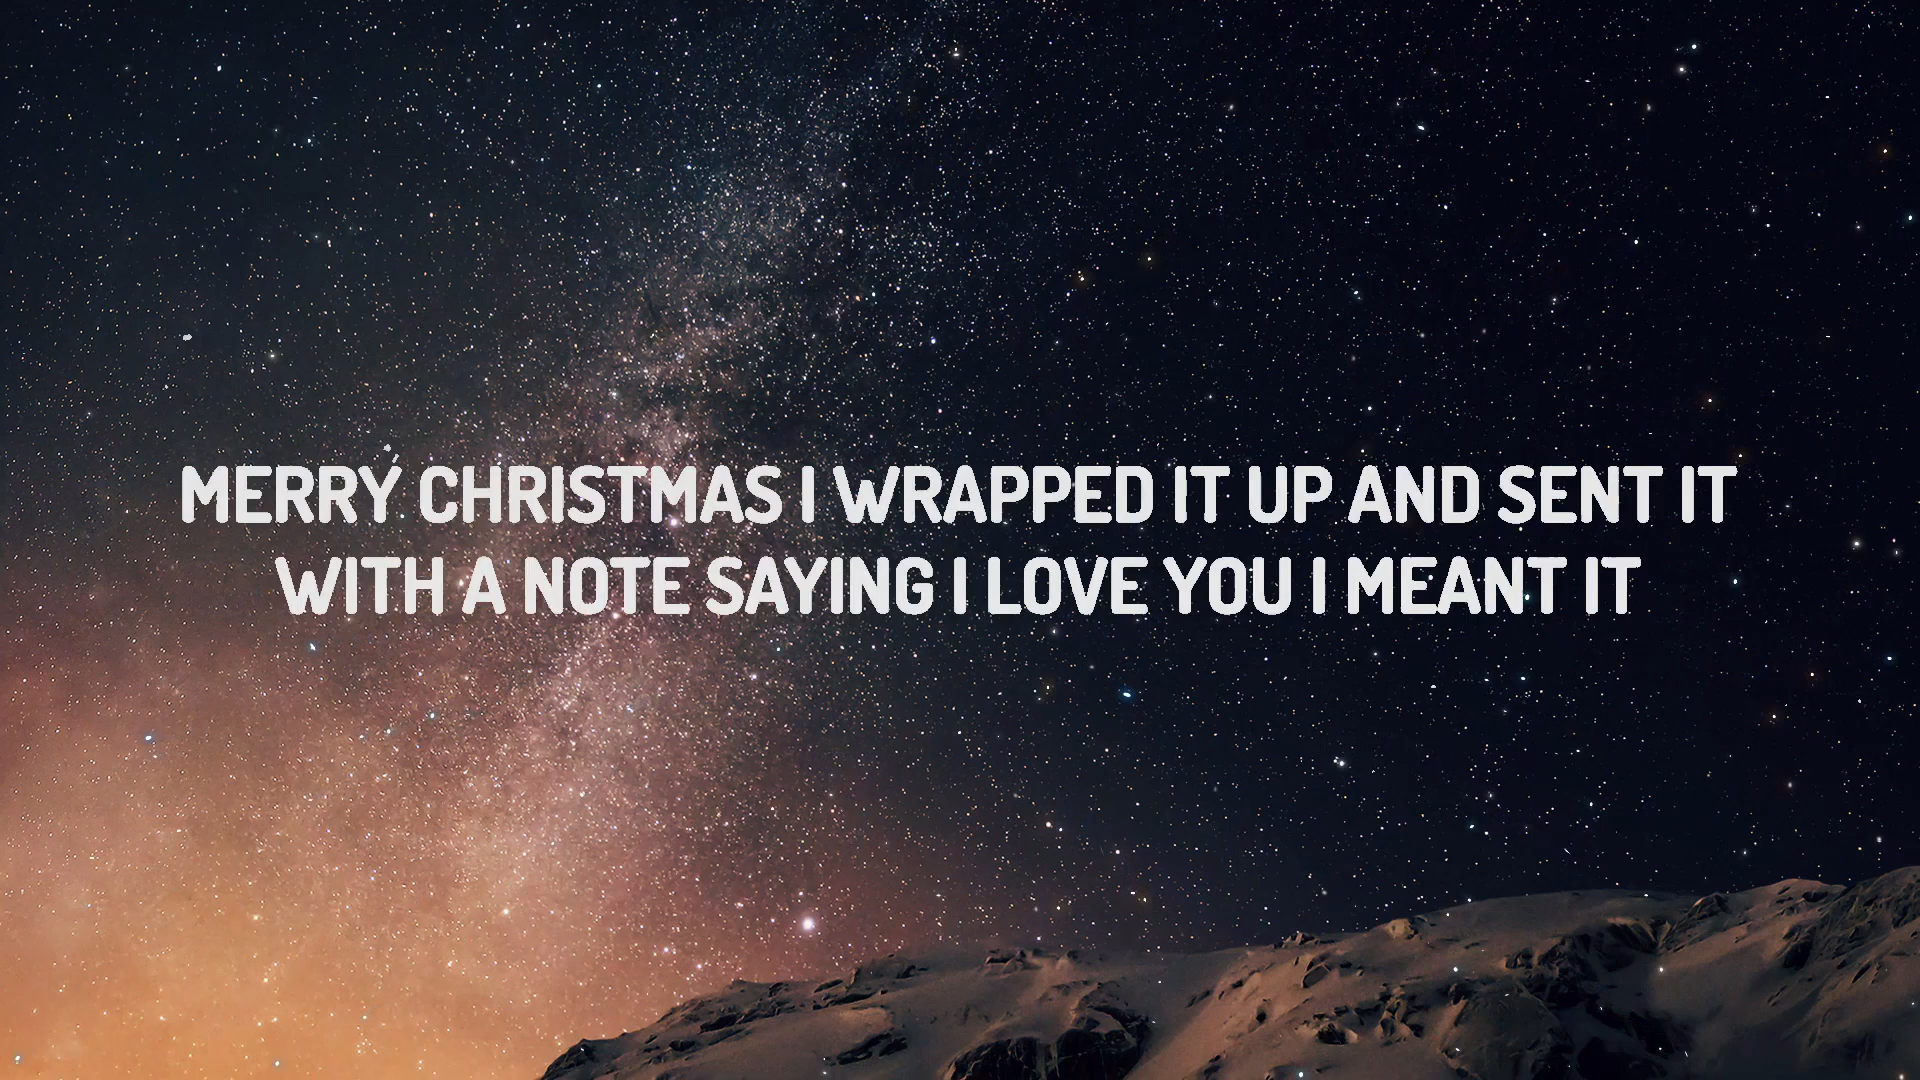 MERRY CHRISTMAS I WRAPPED IT UP AND SENT IT
WITH A NOTE SAYING I LOVE YOU I MEANT IT